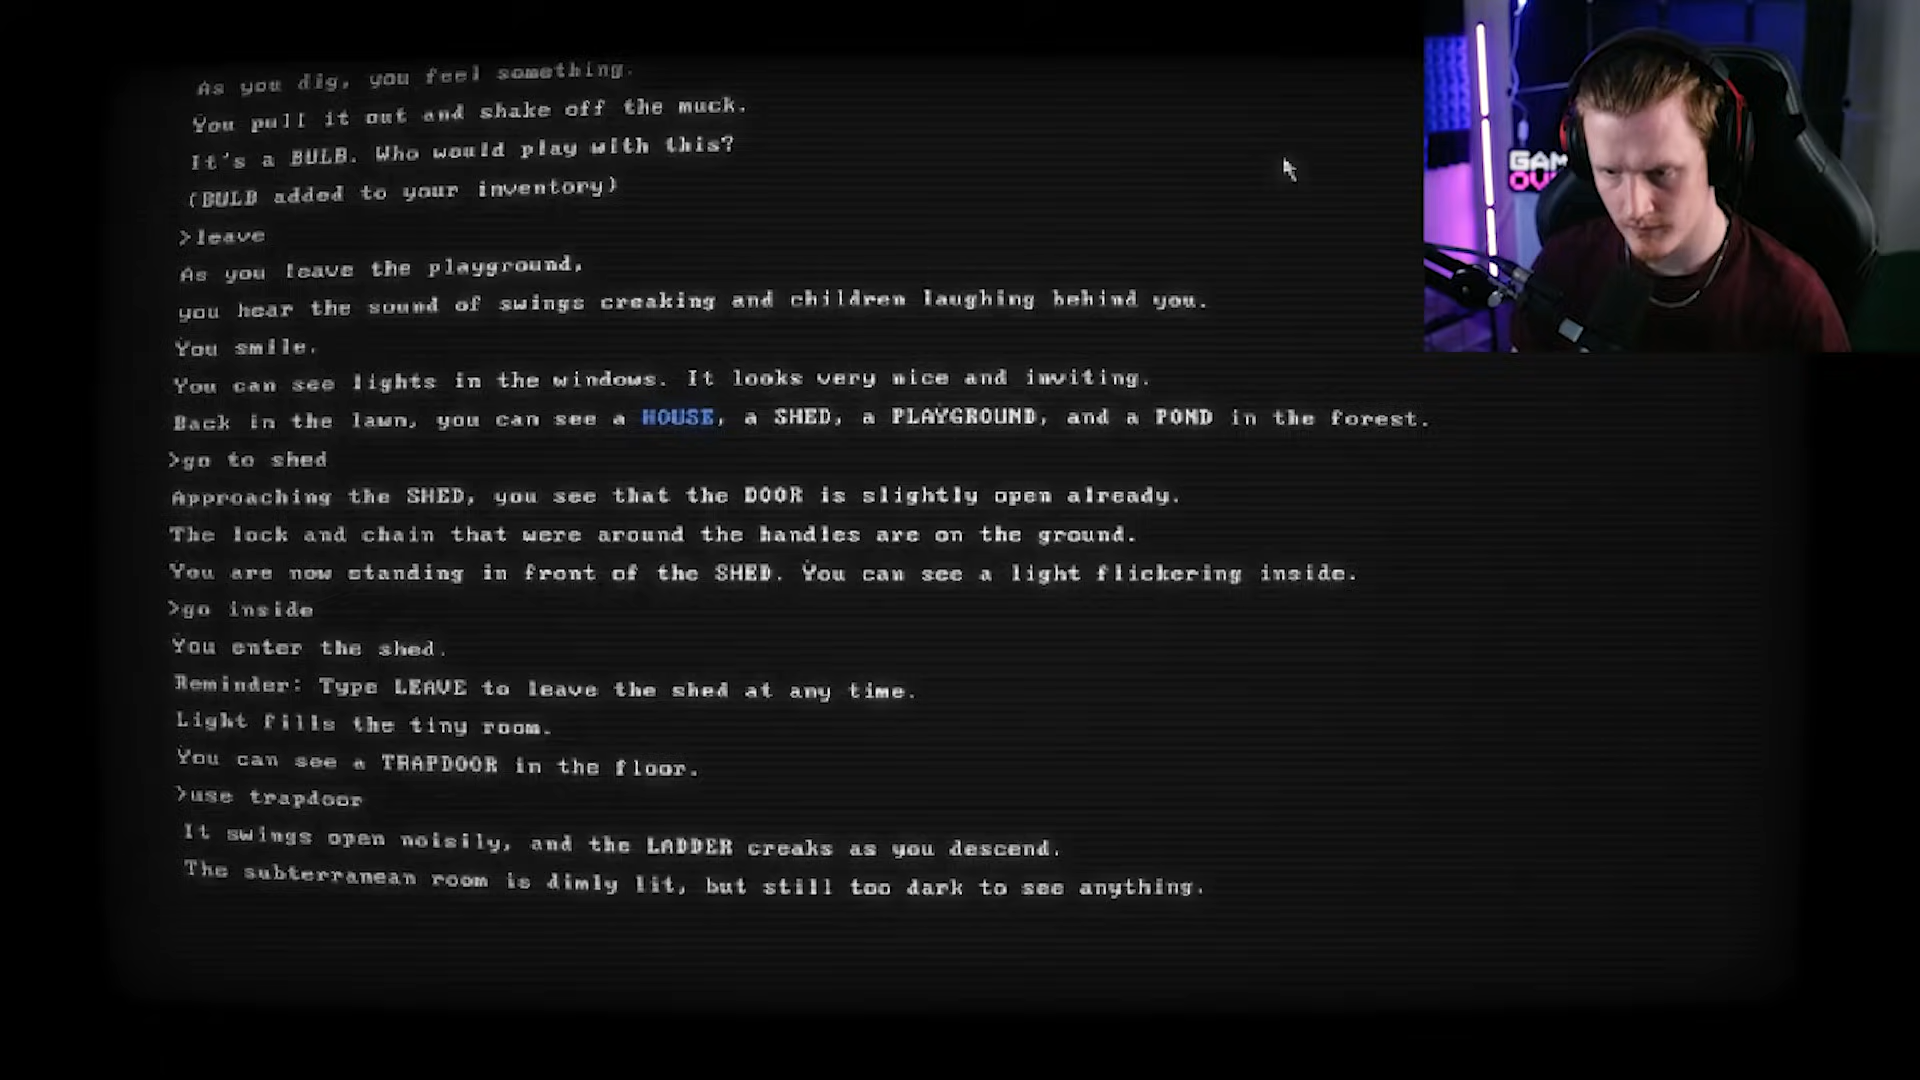 As you dig, you feel something.
You pull it out and shake off the muck.
It's a BULB. Who would play with this?
(BULB added to your inventory)
>leave
As you leave the playground,
you hear the sound of swings creaking and children laughing behind you.
You smile.
You can see lights in the windows. It looks very nice and inviting.
Back in the lawn, you can see a HOUSE, a SHED, a PLAYGROUND, and a POND in the forest.
>go to shed
Approaching the SHED, you see that the DOOR is slightly open already.
The lock and chain that were around the handles are on the ground.
You are now standing in front of the SHED. You can see a light flickering inside.
>go inside
You enter the shed.
Reminder: Type LEAVE to leave the shed at any time.
Light fills the tiny room.
You can see a TRAPDOOR in the floor.
>use trapdoor
It swings open noisily, and the LADDER creaks as you descend.
The subterranean room is dimly lit, but still too dark to see anything.
GAM
OV